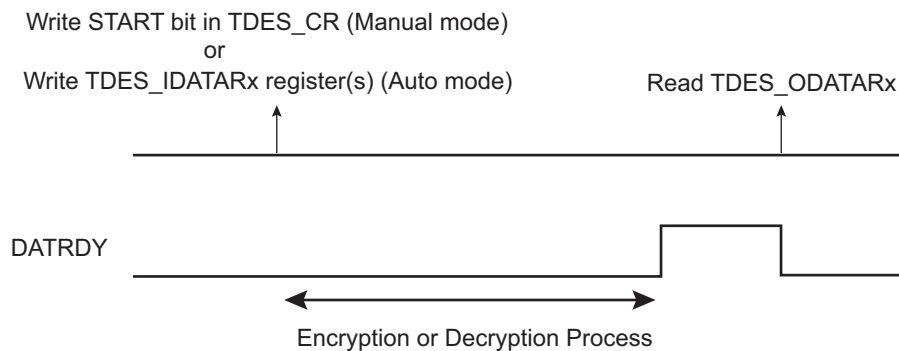 Write START bit in TDES_CR (Manual mode)
or
Write TDES_IDATARx register(s) (Auto mode)
Read TDES_ODATARx
DATRDY
Encryption or Decryption Process